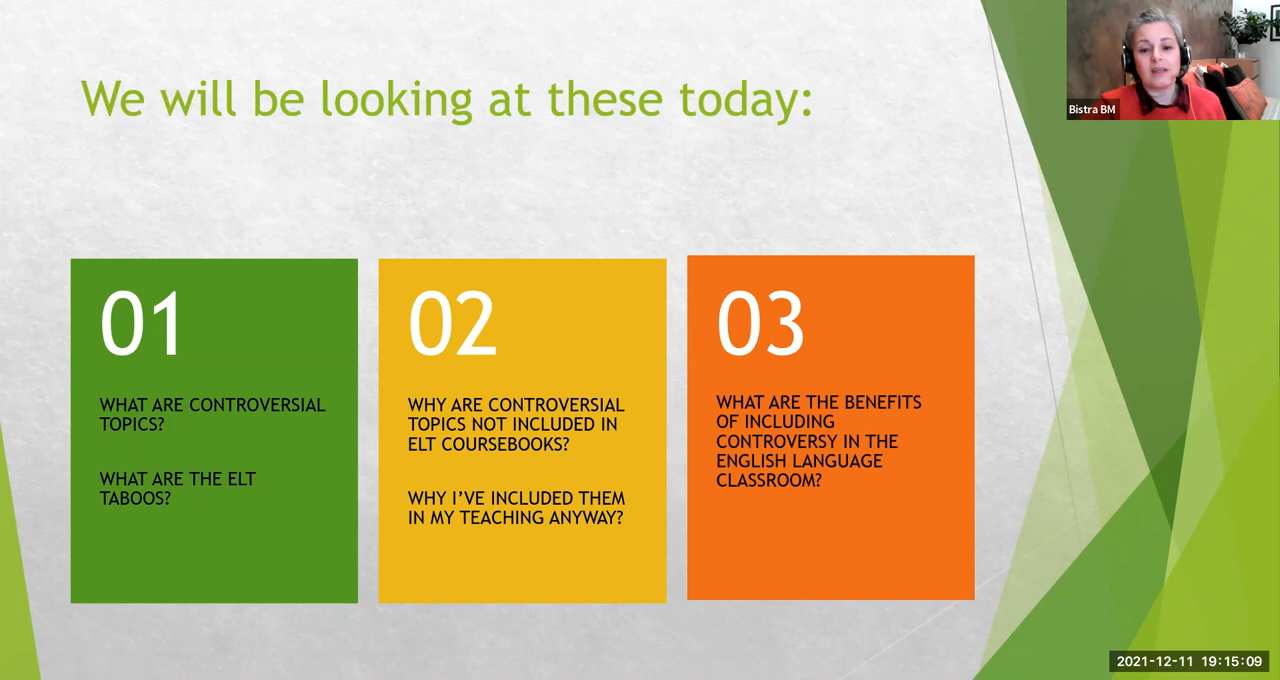 We will be looking at these today:
Bistra BM
01
WHAT ARE CONTROVERSIAL
TOPICS?
WHAT ARE THE ELT
TABOOS?
02
WHY ARE CONTROVERSIAL
TOPICS NOT INCLUDED IN
ELT COURSEBOOKS?
WHY I’VE INCLUDED THEM
IN MY TEACHING ANYWAY?
03
WHAT ARE THE BENEFITS
OF INCLUDING
CONTROVERSY IN THE
ENGLISH LANGUAGE
CLASSROOM?
2021-12-11 19:15:09